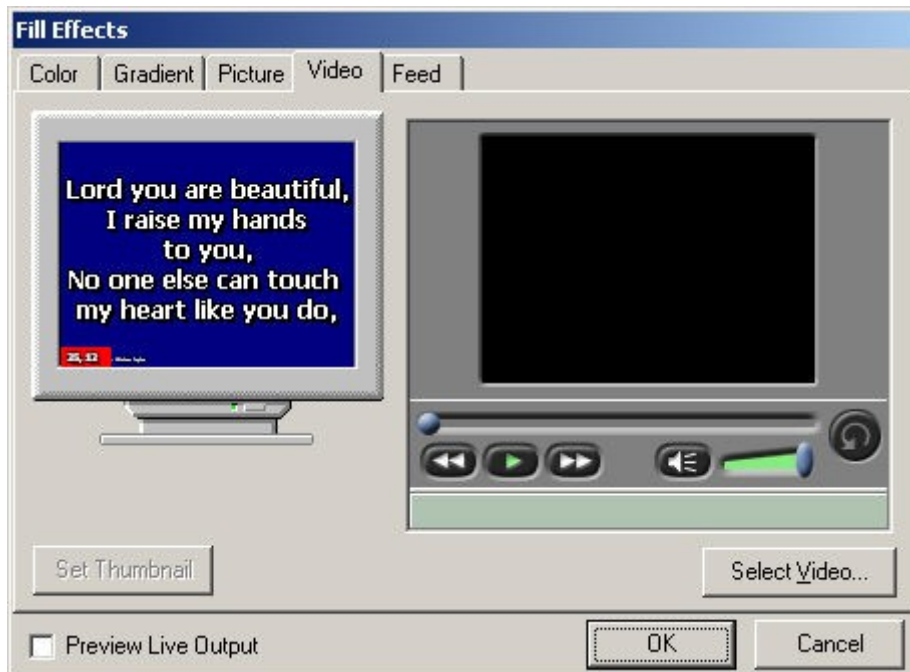 Fill Effects
Color Gradient Picture Video Feed
Lord you are beautiful,
I raise my hands
to you,
No one else can touch
my heart like you do,
Set Thumbnail
Select Video...
Preview Live Output
OK Cancel